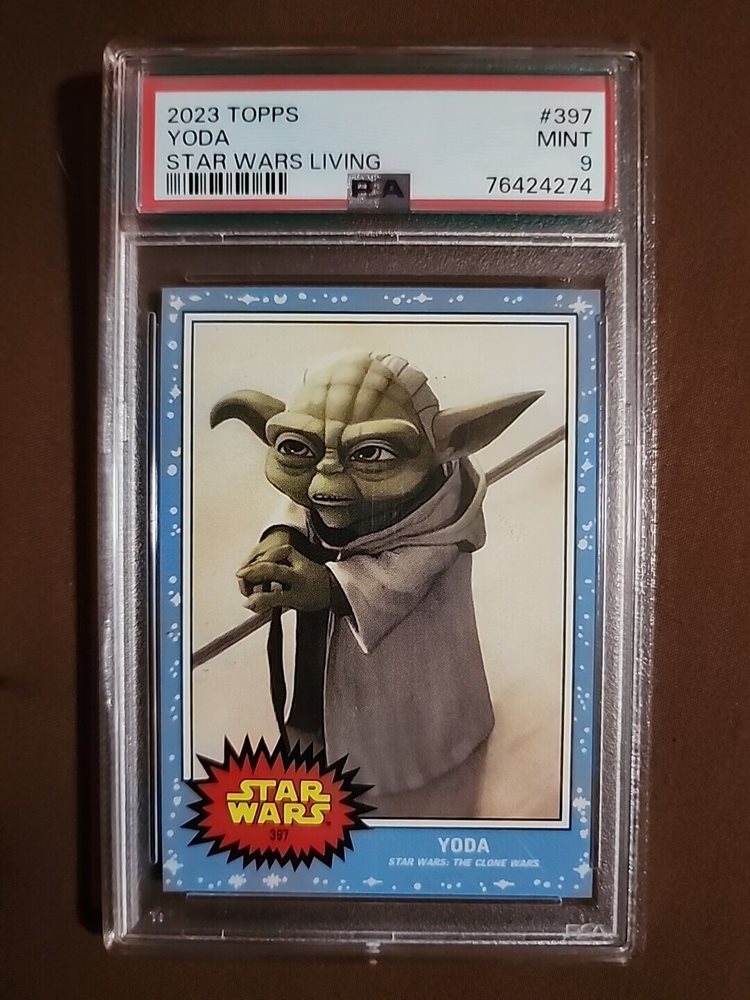 2023 TOPPS #397
YODA MINT
STAR WARS LIVING 9
PSA 76424274
STAR
WARS
397
YODA
STAR WARS: THE CLONE WARS
PSA